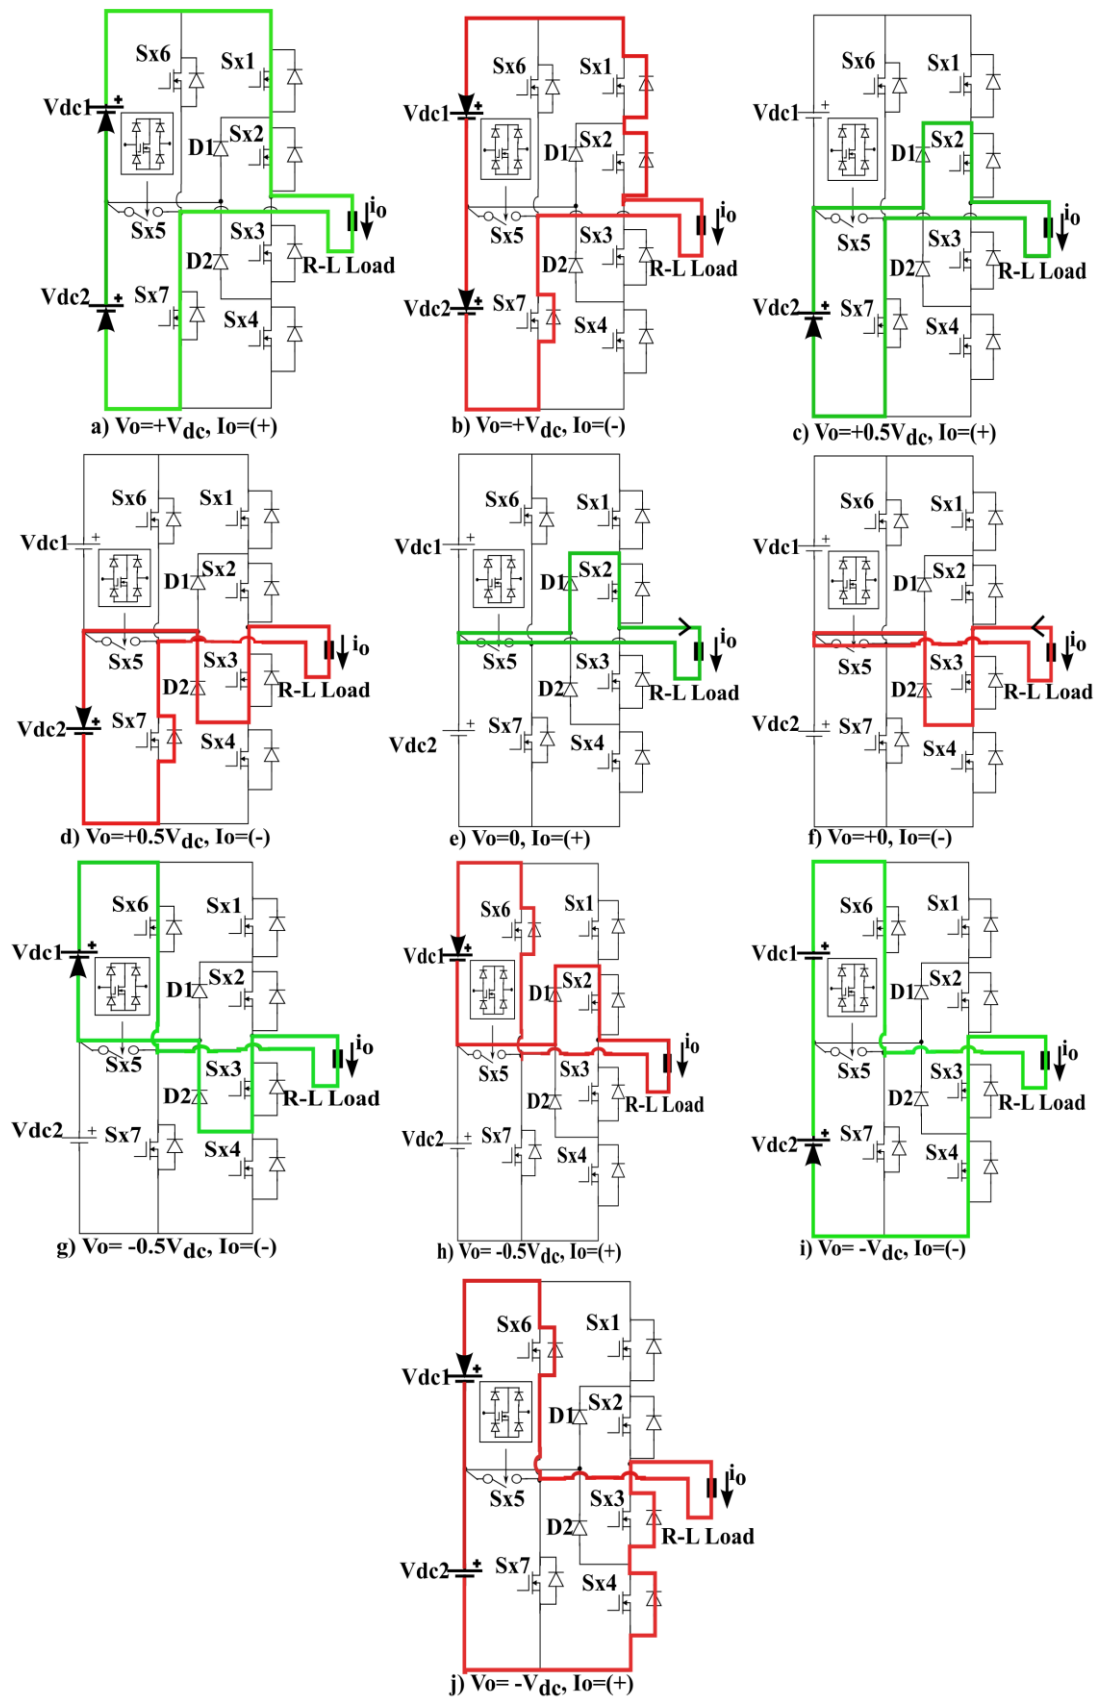 Sx6
Sx1
Vdc1
+
Sx2
D1
Sx5
Sx3
io
D2
R-L Load
Vdc2
+
Sx7
Sx4
a) Vo=+Vdc, Io=(+)
Sx6
Sx1
Vdc1
+
Sx2
D1
Sx5
Sx3
io
D2
R-L Load
Vdc2
+
Sx7
Sx4
b) Vo=+Vdc, Io=(-)
Sx6
Sx1
Vdc1
+
Sx2
D1
Sx5
Sx3
io
D2
R-L Load
Vdc2
+
Sx7
Sx4
c) Vo=+0.5Vdc, Io=(+)
Sx6
Sx1
Vdc1
+
Sx2
D1
Sx5
Sx3
io
D2
R-L Load
Vdc2
+
Sx7
Sx4
d) Vo=+0.5Vdc, Io=(-)
Sx6
Sx1
Vdc1
+
Sx2
D1
Sx5
Sx3
io
D2
R-L Load
Vdc2
+
Sx7
Sx4
e) Vo=0, Io=(+)
Sx6
Sx1
Vdc1
+
Sx2
D1
Sx5
Sx3
io
D2
R-L Load
Vdc2
+
Sx7
Sx4
f) Vo=+0, Io=(-)
Sx6
Sx1
Vdc1
+
Sx2
D1
Sx5
Sx3
io
D2
R-L Load
Vdc2
+
Sx7
Sx4
g) Vo= -0.5Vdc, Io=(-)
Sx6
Sx1
Vdc1
+
Sx2
D1
Sx5
Sx3
io
D2
R-L Load
Vdc2
+
Sx7
Sx4
h) Vo= -0.5Vdc, Io=(+)
Sx6
Sx1
Vdc1
+
Sx2
D1
Sx5
Sx3
io
D2
R-L Load
Vdc2
+
Sx7
Sx4
i) Vo= -Vdc, Io=(-)
Sx6
Sx1
Vdc1
+
Sx2
D1
Sx5
Sx3
io
D2
R-L Load
Vdc2
+
Sx7
Sx4
j) Vo= -Vdc, Io=(+)